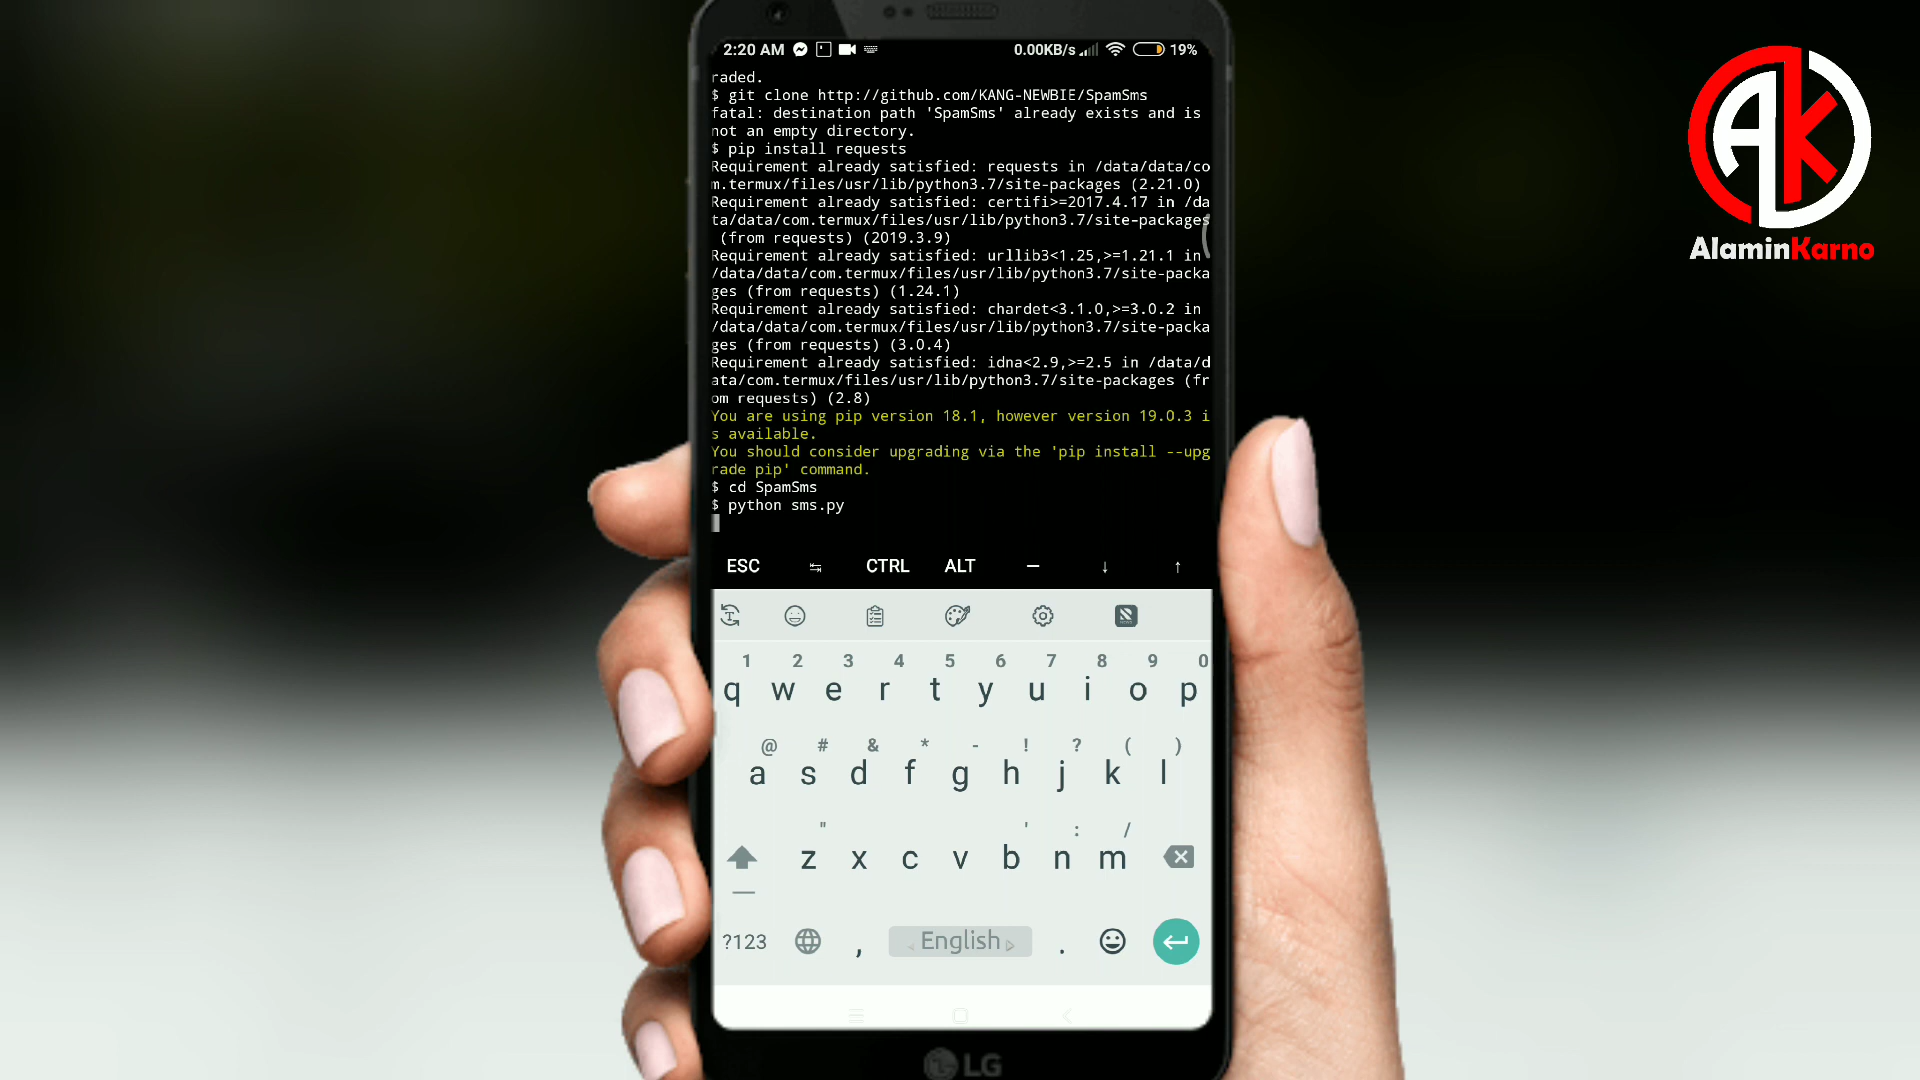 2:20 AM 0.00KB/s 19%
raded.
$ git clone http://github.com/KANG-NEWBIE/SpamSms
fatal: destination path 'SpamSms' already exists and is
not an empty directory.
$ pip install requests
Requirement already satisfied: requests in /data/data/co
m.termux/files/usr/lib/python3.7/site-packages (2.21.0)
Requirement already satisfied: certifi>=2017.4.17 in /da
ta/data/com.termux/files/usr/lib/python3.7/site-packages
(from requests) (2019.3.9)
Requirement already satisfied: urllib3<1.25,>=1.21.1 in
/data/data/com.termux/files/usr/lib/python3.7/site-packa
ges (from requests) (1.24.1)
Requirement already satisfied: chardet<3.1.0,>=3.0.2 in
/data/data/com.termux/files/usr/lib/python3.7/site-packa
ges (from requests) (3.0.4)
Requirement already satisfied: idna<2.9,>=2.5 in /data/d
ata/com.termux/files/usr/lib/python3.7/site-packages (fr
om requests) (2.8)
You are using pip version 18.1, however version 19.0.3 i
s available.
You should consider upgrading via the 'pip install --upg
rade pip' command.
$ cd SpamSms
$ python sms.py
ESC ⇆ CTRL ALT — ↓ ↑
1 2 3 4 5 6 7 8 9 0
q w e r t y u i o p
@ # & * - ! ? ( )
a s d f g h j k l
" ' : /
z x c v b n m
?123 , English .
LG
AK
AlaminKarno